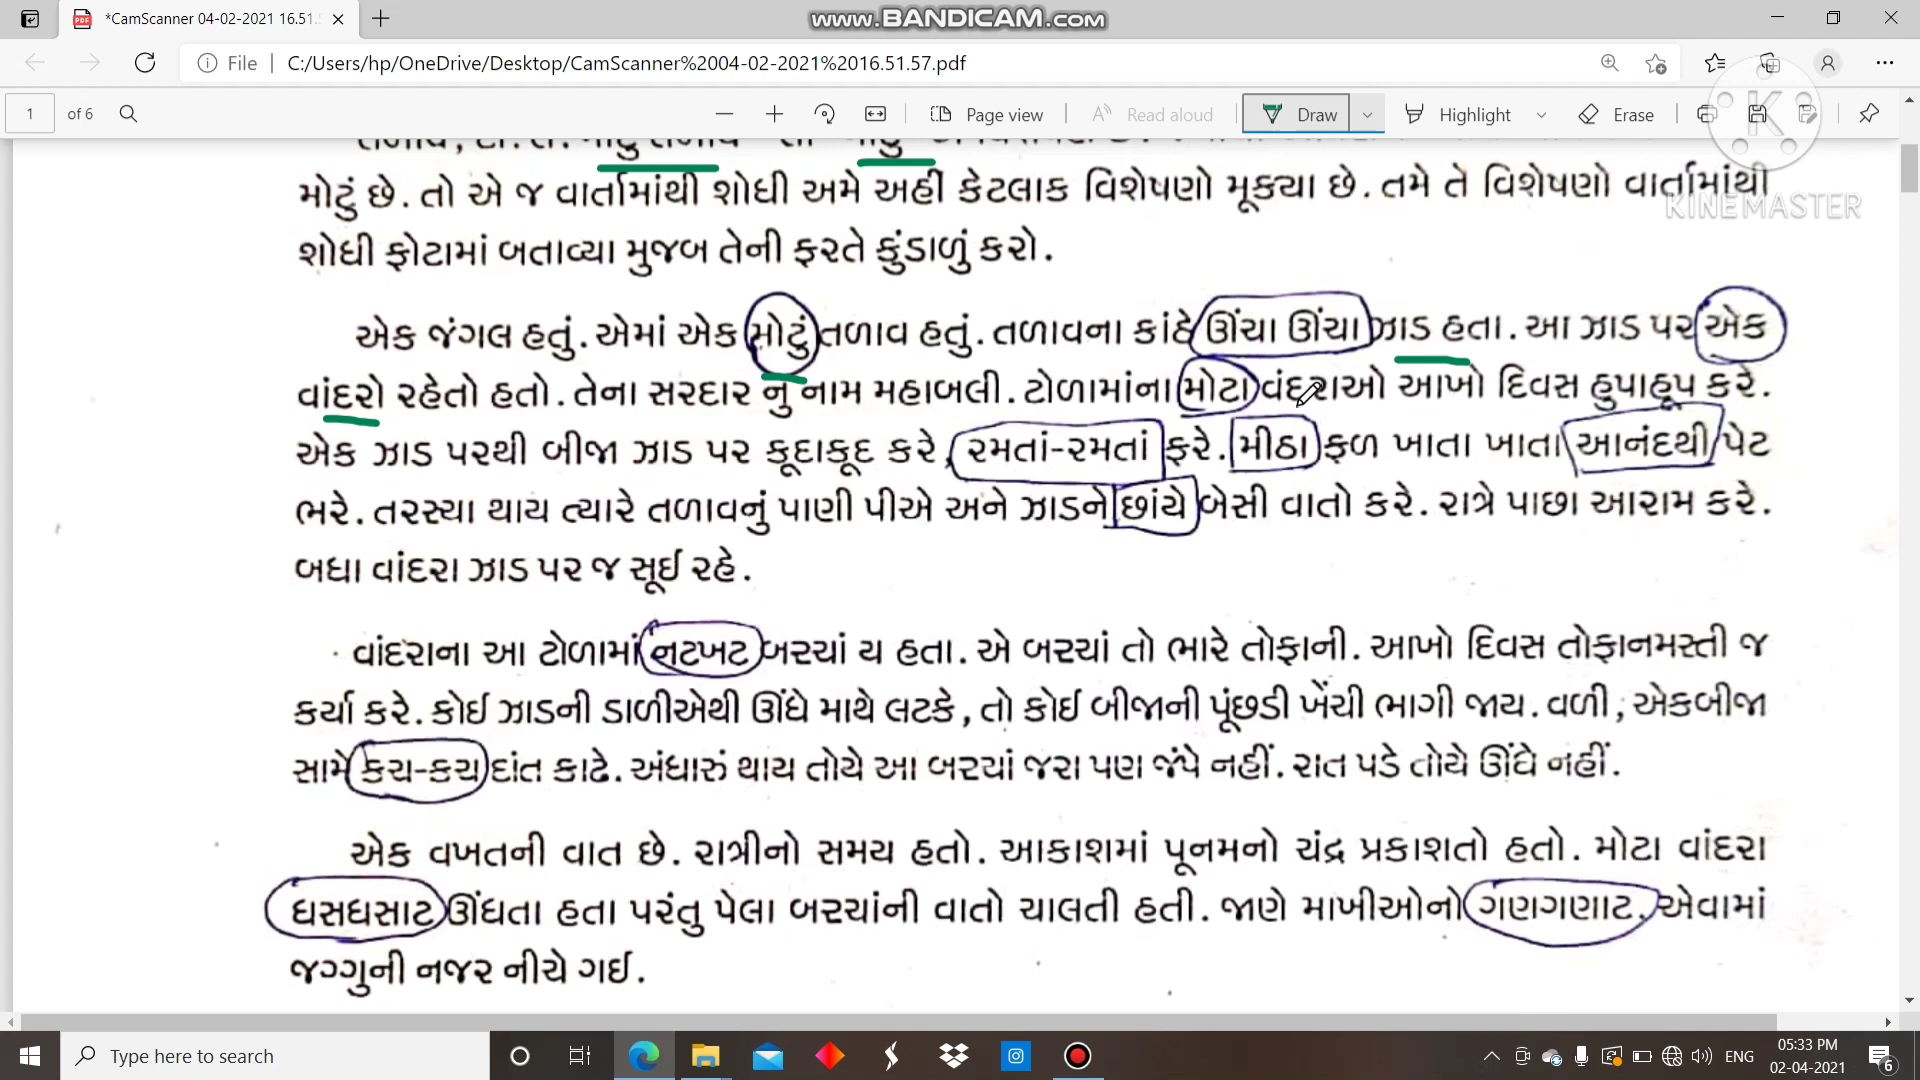 *CamScanner 04-02-2021 16.51.5
www.BANDICAM.com
File C:/Users/hp/OneDrive/Desktop/CamScanner%2004-02-2021%2016.51.57.pdf
1 of 6 Page view Read aloud Draw Highlight Erase
K
KINEMASTER
મોટું છે. તો એ જ વાર્તામાંથી શોધી અમે અહીં કેટલાક વિશેષણો મૂક્યા છે. તમે તે વિશેષણો વાર્તામાંથી
શોધી ફોટામાં બતાવ્યા મુજબ તેની ફરતે કુંડાળું કરો.
એક જંગલ હતું. એમાં એક મોટું તળાવ હતું. તળાવના કાંઠે ઊંચા ઊંચા ઝાડ હતા. આ ઝાડ પર એક
વાંદરો રહેતો હતો. તેના સરદાર નું નામ મહાબલી. ટોળામાંના મોટા વંદરાઓ આખો દિવસ હુપાહૂપ કરે.
એક ઝાડ પરથી બીજા ઝાડ પર કૂદાકૂદ કરે, રમતાં-રમતાં ફરે. મીઠા ફળ ખાતા ખાતા આનંદથી પેટ
ભરે. તરસ્યા થાય ત્યારે તળાવનું પાણી પીએ અને ઝાડને છાંયે બેસી વાતો કરે. રાત્રે પાછા આરામ કરે.
બધા વાંદરા ઝાડ પર જ સૂઈ રહે.
વાંદરાના આ ટોળામાં નટખટ બચ્ચાં ય હતા. એ બચ્ચાં તો ભારે તોફાની. આખો દિવસ તોફાનમસ્તી જ
કર્યા કરે. કોઈ ઝાડની ડાળીએથી ઊંધે માથે લટકે, તો કોઈ બીજાની પૂંછડી ખેંચી ભાગી જાય. વળી, એકબીજા
સામે કચ-કચ દાંત કાઢે. અંધારું થાય તોયે આ બચ્ચાં જરા પણ જંપે નહીં. રાત પડે તોયે ઊંઘે નહીં.
એક વખતની વાત છે. રાત્રીનો સમય હતો. આકાશમાં પૂનમનો ચંદ્ર પ્રકાશતો હતો. મોટા વાંદરા
ઘસઘસાટ ઊંઘતા હતા પરંતુ પેલા બચ્ચાંની વાતો ચાલતી હતી. જાણે માખીઓનો ગણગણાટ. એવામાં
જગ્ગુની નજર નીચે ગઈ.
Type here to search
ENG
05:33 PM
02-04-2021
6